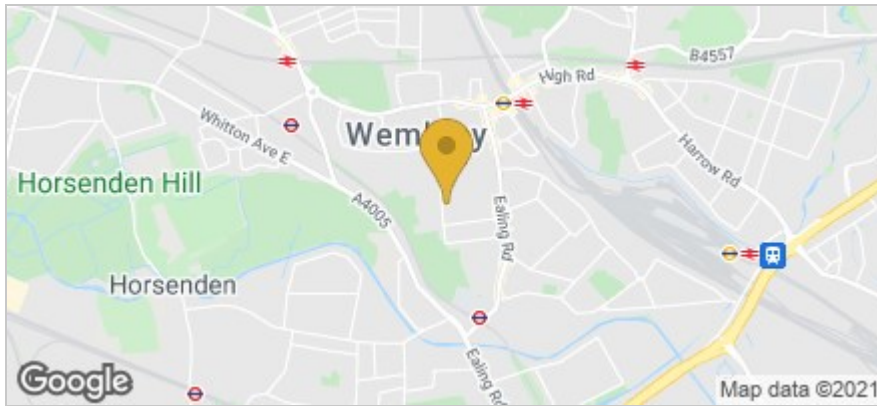 B4557
High Rd
Whitton Ave E
Wembley
Harrow Rd
Horsenden Hill
A4005
Ealing Rd
Horsenden
Ealing Rd
Google
Map data ©2021